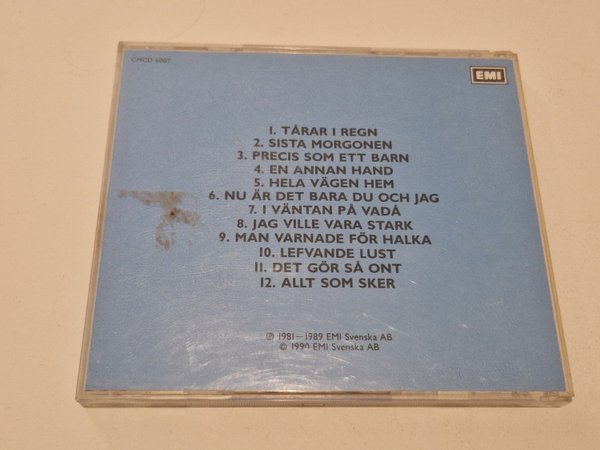 CMCD 6007
EMI
1. TÅRAR I REGN
2. SISTA MORGONEN
3. PRECIS SOM ETT BARN
4. EN ANNAN HAND
5. HELA VÄGEN HEM
6. NU ÄR DET BARA DU OCH JAG
7. I VÄNTAN PÅ VADÅ
8. JAG VILLE VARA STARK
9. MAN VARNADE FÖR HALKA
10. LEFVANDE LUST
11. DET GÖR SÅ ONT
12. ALLT SOM SKER
℗ 1981–1989 EMI Svenska AB
© 1990 EMI Svenska AB